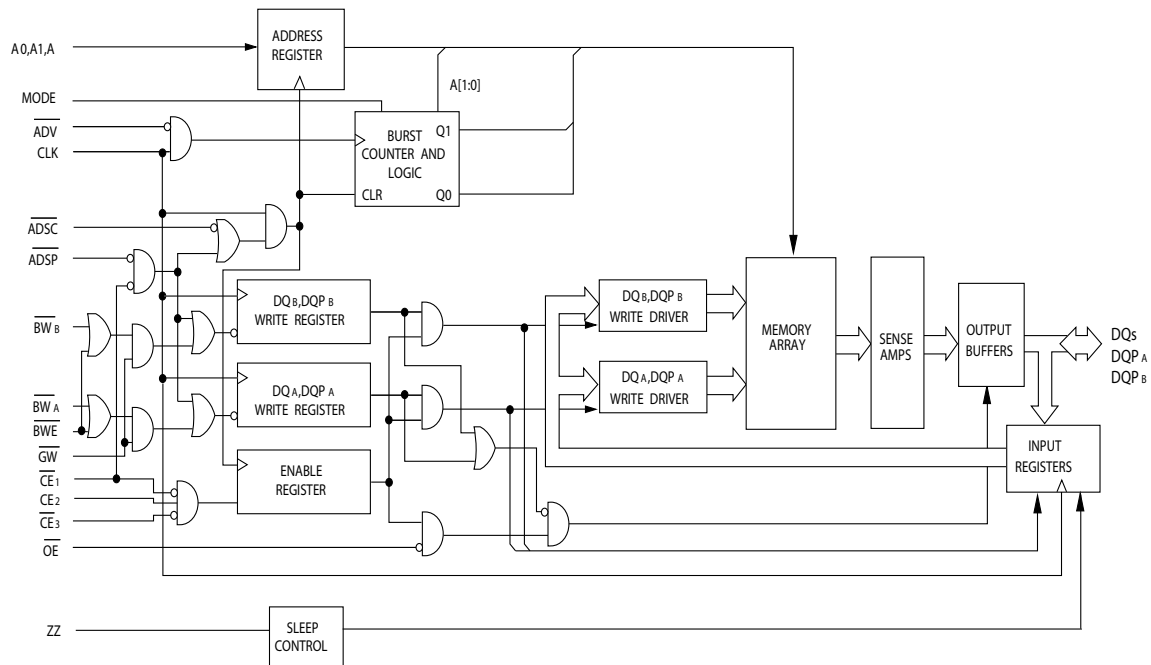 A0,A1,A
ADDRESS
REGISTER
A[1:0]
MODE
ADV
CLK
BURST
COUNTER AND
LOGIC
Q1
CLR
Q0
ADSC
ADSP
DQB,DQPB
WRITE REGISTER
DQB,DQPB
WRITE DRIVER
MEMORY
ARRAY
SENSE
AMPS
OUTPUT
BUFFERS
DQs
DQPA
DQPB
BWB
DQA,DQPA
WRITE REGISTER
DQA,DQPA
WRITE DRIVER
BWA
BWE
GW
CE1
CE2
CE3
ENABLE
REGISTER
INPUT
REGISTERS
OE
ZZ
SLEEP
CONTROL